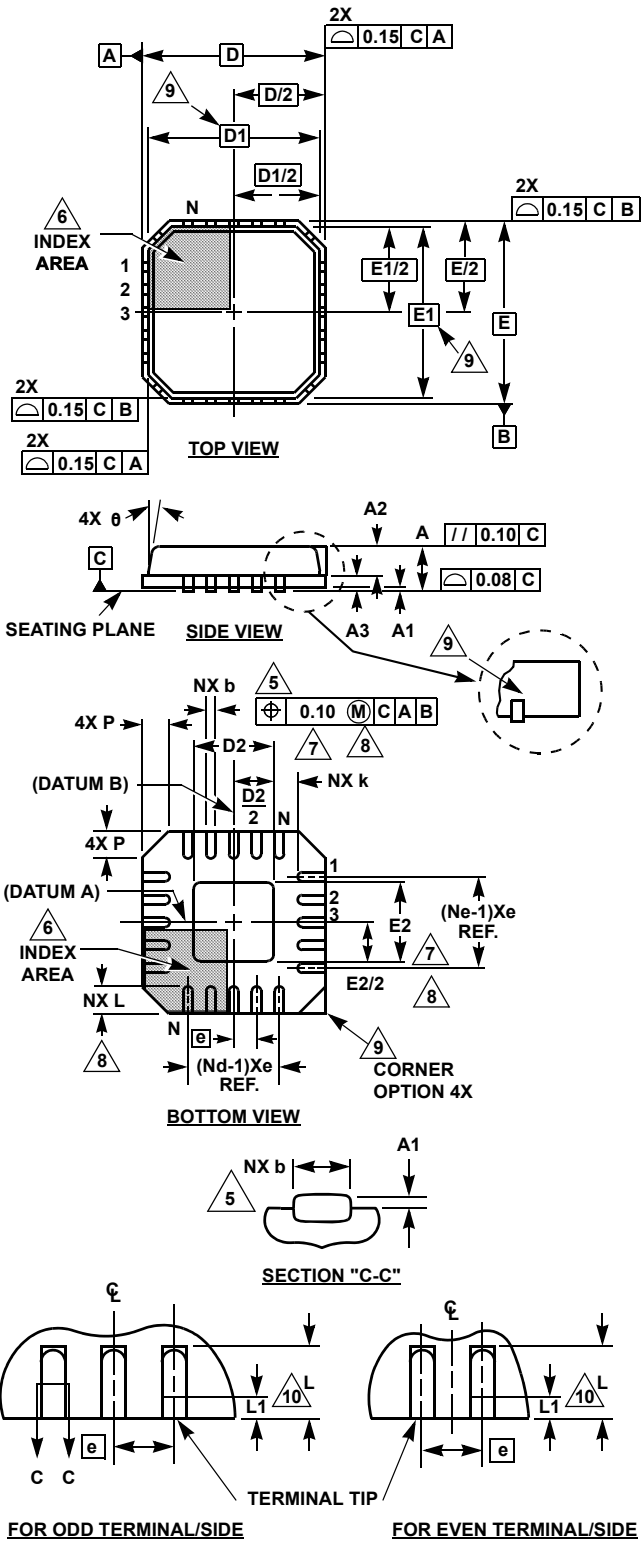 2X
⌓ 0.15 C A
A
D
D/2
9
D1
D1/2
2X
⌓ 0.15 C B
N
6
INDEX
AREA
1
2
3
E1/2
E/2
E1
E
9
2X
⌓ 0.15 C B
2X
⌓ 0.15 C A
B
TOP VIEW
4X θ
A2
A
// 0.10 C
C
⌓ 0.08 C
SEATING PLANE
SIDE VIEW
A3
A1
9
NX b
5
⌖ 0.10 Ⓜ C A B
4X P
D2
7
8
(DATUM B)
D2
2
N
NX k
4X P
1
(DATUM A)
2
3
E2
(Ne-1)Xe
REF.
6
INDEX
AREA
7
E2/2
8
NX L
N
e
8
(Nd-1)Xe
REF.
9
CORNER
OPTION 4X
BOTTOM VIEW
A1
NX b
5
SECTION "C-C"
℄
℄
L
10
L1
L
10
L1
e
e
C C
TERMINAL TIP
FOR ODD TERMINAL/SIDE
FOR EVEN TERMINAL/SIDE